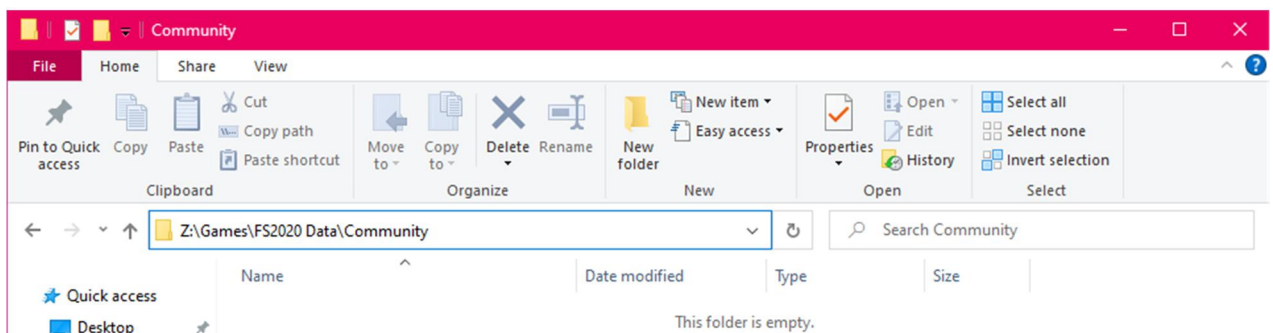 Community
File Home Share View
Pin to Quick access
Copy
Paste
Cut
W... Copy path
Paste shortcut
Move to
Copy to
Delete
Rename
New folder
New item
Easy access
Properties
Open
Edit
History
Select all
Select none
Invert selection
Clipboard Organize New Open Select
Z:\Games\FS2020 Data\Community
Search Community
Name Date modified Type Size
Quick access
Desktop
This folder is empty.